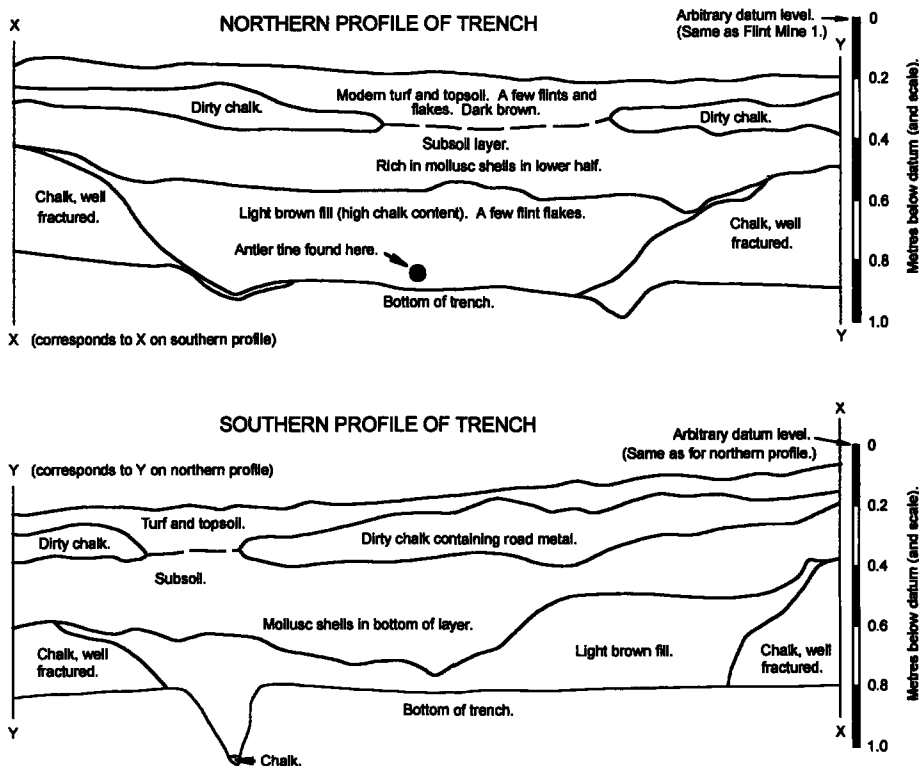 NORTHERN PROFILE OF TRENCH
Arbitrary datum level.
(Same as Flint Mine 1.)
X
Y
0
0.2
0.4
0.6
0.8
1.0
Metres below datum (and scale).
Modern turf and topsoil. A few flints and
flakes. Dark brown.
Dirty chalk.
Dirty chalk.
Subsoil layer.
Rich in mollusc shells in lower half.
Chalk, well
fractured.
Light brown fill (high chalk content). A few flint flakes.
Chalk, well
fractured.
Antler tine found here.
Bottom of trench.
X (corresponds to X on southern profile)
Y
SOUTHERN PROFILE OF TRENCH
X
Arbitrary datum level.
(Same as for northern profile.)
Y (corresponds to Y on northern profile)
0
0.2
0.4
0.6
0.8
1.0
Metres below datum (and scale).
Turf and topsoil.
Dirty chalk.
Dirty chalk containing road metal.
Subsoil.
Mollusc shells in bottom of layer.
Chalk, well
fractured.
Light brown fill.
Chalk, well
fractured.
Bottom of trench.
Y
X
Chalk.